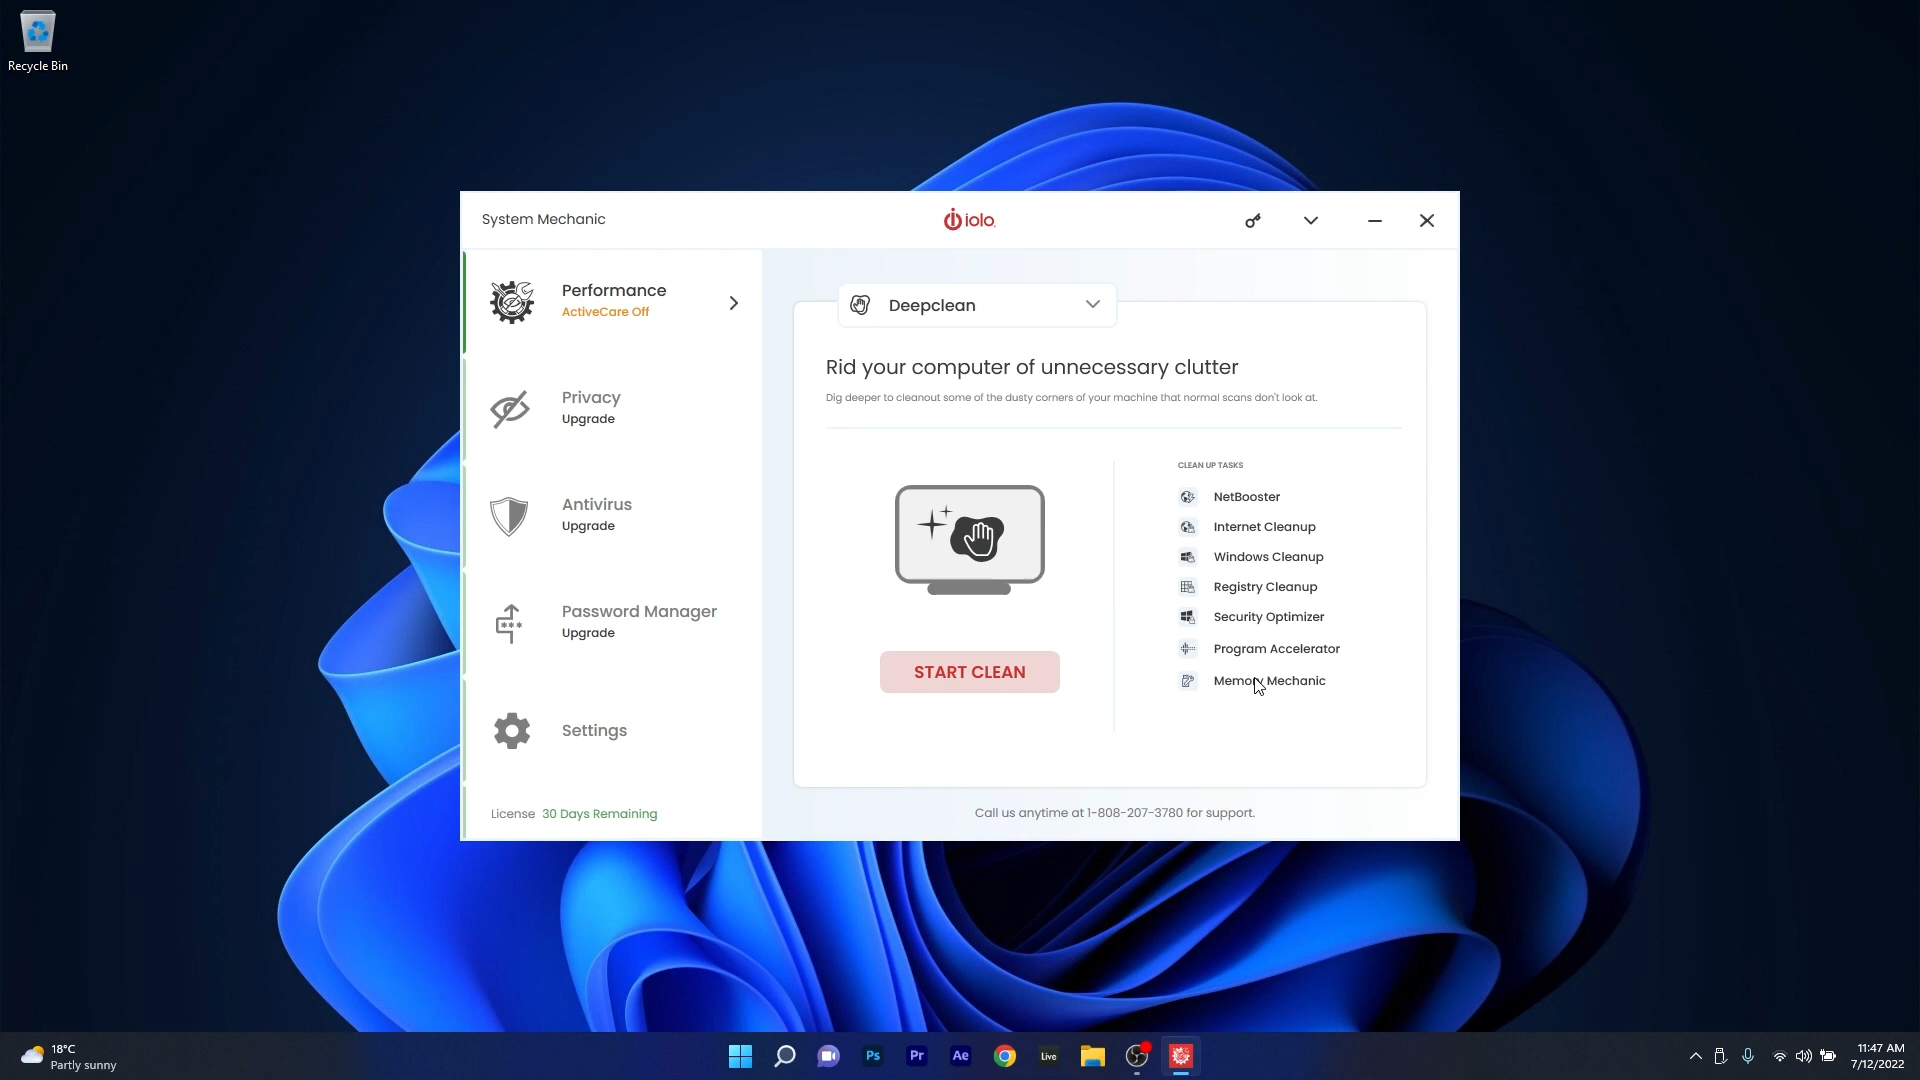 Recycle Bin
System Mechanic
iolo
Performance
ActiveCare Off
Privacy
Upgrade
Antivirus
Upgrade
Password Manager
Upgrade
Settings
License 30 Days Remaining
Deepclean
Rid your computer of unnecessary clutter
Dig deeper to cleanout some of the dusty corners of your machine that normal scans don't look at.
START CLEAN
CLEAN UP TASKS
NetBooster
Internet Cleanup
Windows Cleanup
Registry Cleanup
Security Optimizer
Program Accelerator
Memory Mechanic
Call us anytime at 1-808-207-3780 for support.
18°C
Partly sunny
Ps
Pr
Ae
Live
11:47 AM
7/12/2022